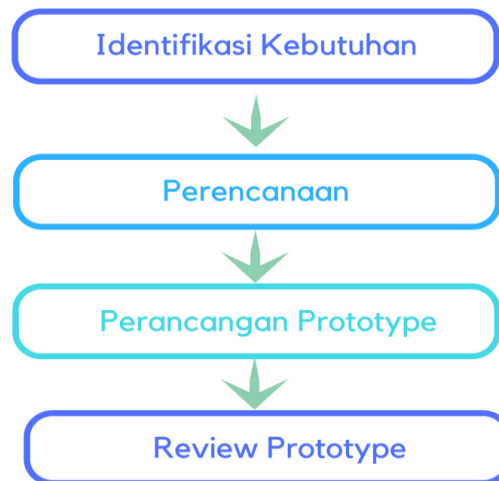 Identifikasi Kebutuhan
Perencanaan
Perancangan Prototype
Review Prototype